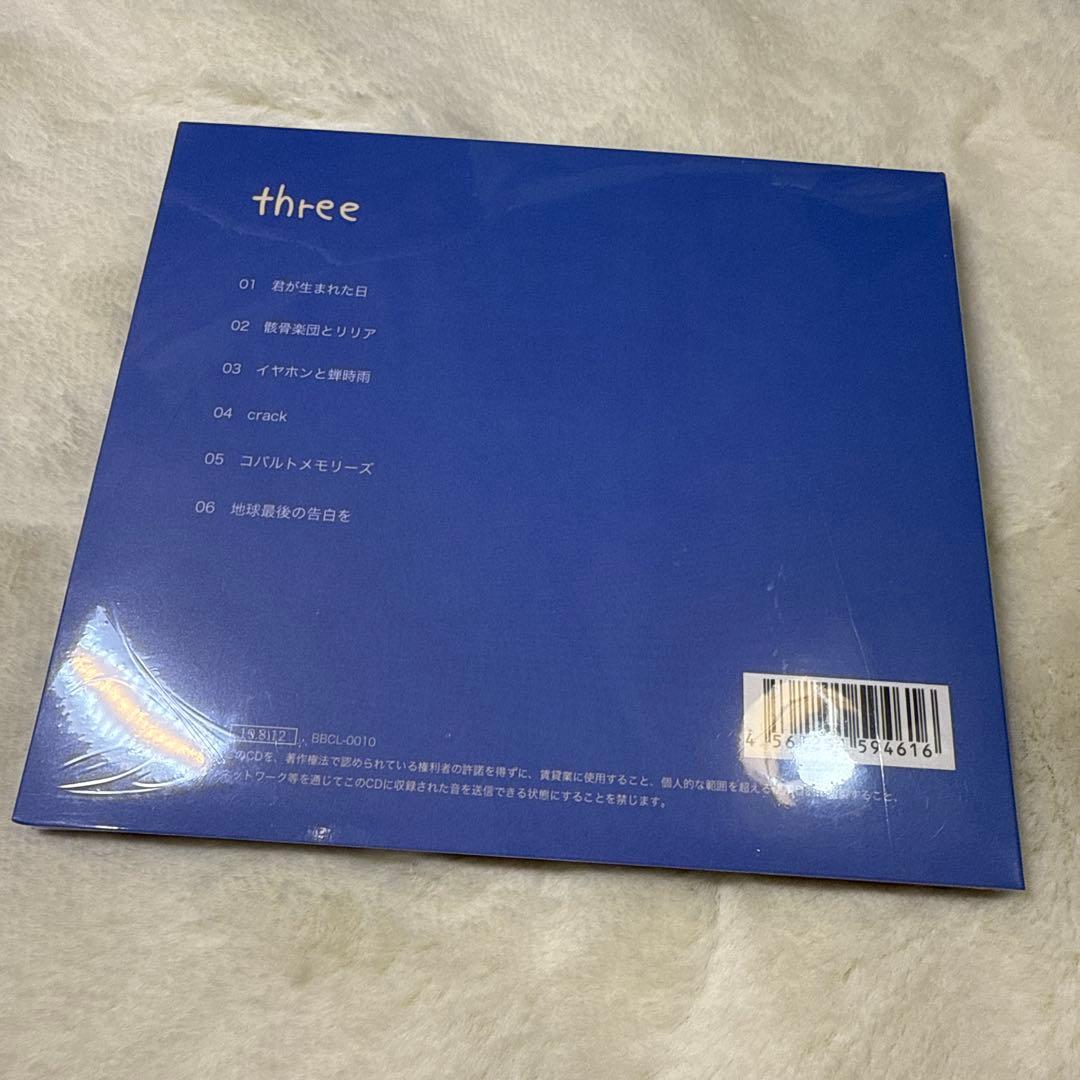 three
01 君が生まれた日
02 骸骨楽団とリリア
03 イヤホンと蝉時雨
04 crack
05 コバルトメモリーズ
06 地球最後の告白を
BBCL-0010
のCDを、著作権法で認められている権利者の許諾を得ずに、賃貸業に使用すること、個人的な範囲を超える
ットワーク等を通じてこのCDに収録された音を送信できる状態にすることを禁じます。
594616